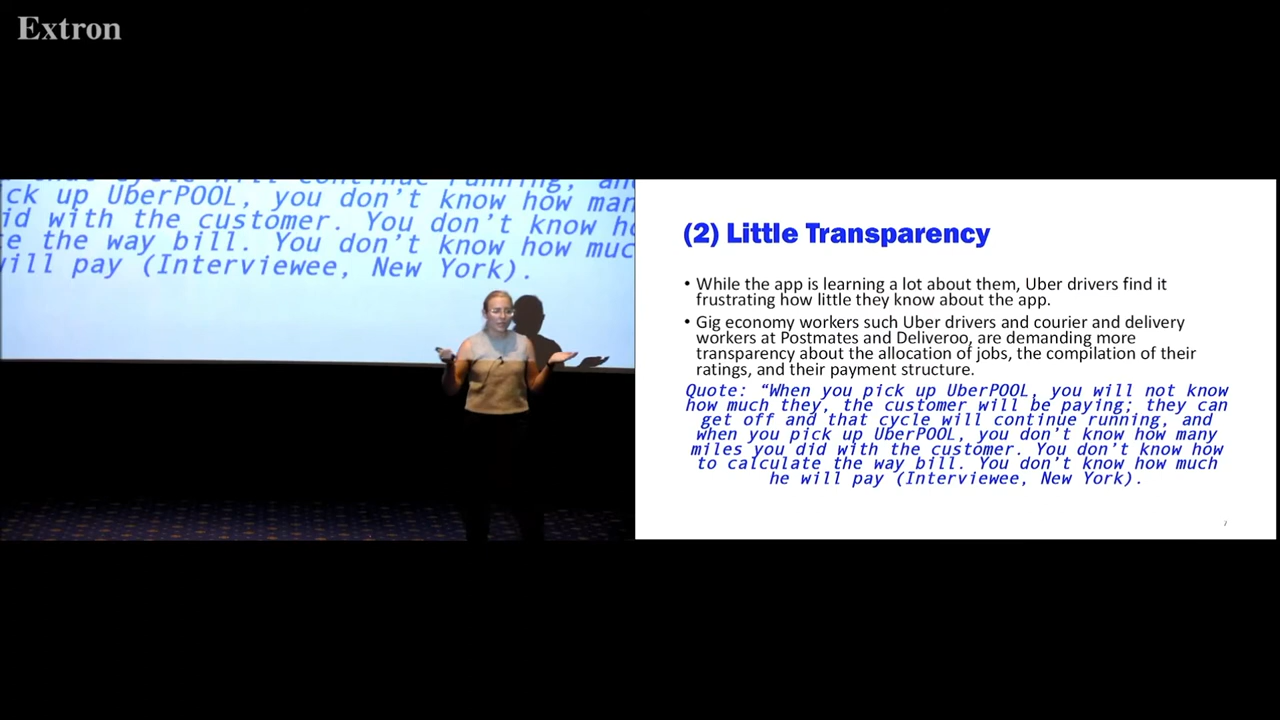 Extron
ck up UberPOOL, you don't know how man
id with the customer. You don't know h
e the way bill. You don't know how muc
will pay (Interviewee, New York).
(2) Little Transparency
• While the app is learning a lot about them, Uber drivers find it
frustrating how little they know about the app.
• Gig economy workers such Uber drivers and courier and delivery
workers at Postmates and Deliveroo, are demanding more
transparency about the allocation of jobs, the compilation of their
ratings, and their payment structure.
Quote: “When you pick up UberPOOL, you will not know
how much they, the customer will be paying; they can
get off and that cycle will continue running, and
when you pick up UberPOOL, you don't know how many
miles you did with the customer. You don't know how
to calculate the way bill. You don't know how much
he will pay (Interviewee, New York).
7